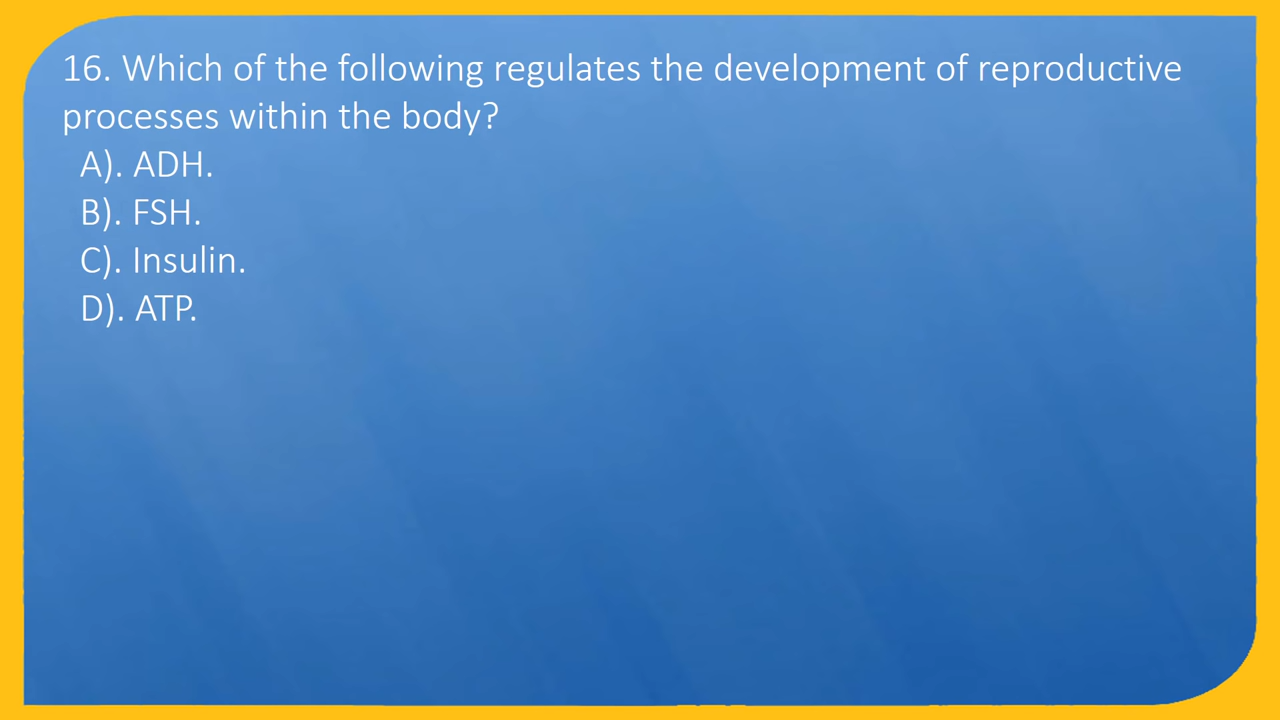 16. Which of the following regulates the development of reproductive
processes within the body?
A). ADH.
B). FSH.
C). Insulin.
D). ATP.